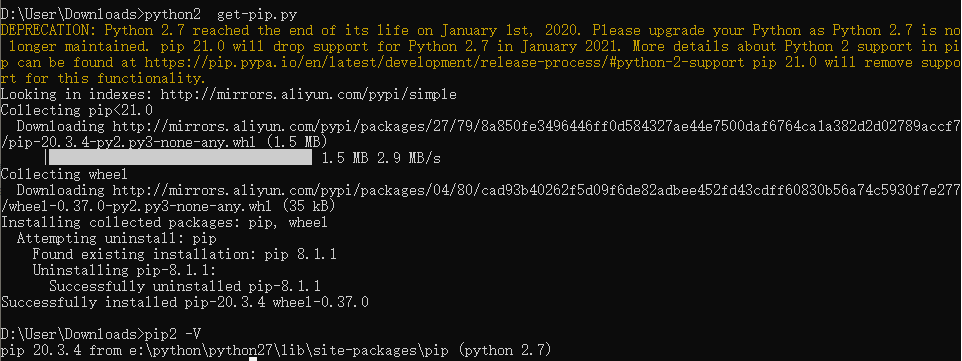 D:\User\Downloads>python2  get-pip.py
DEPRECATION: Python 2.7 reached the end of its life on January 1st, 2020. Please upgrade your Python as Python 2.7 is no
 longer maintained. pip 21.0 will drop support for Python 2.7 in January 2021. More details about Python 2 support in pi
p can be found at https://pip.pypa.io/en/latest/development/release-process/#python-2-support pip 21.0 will remove suppo
rt for this functionality.
Looking in indexes: http://mirrors.aliyun.com/pypi/simple
Collecting pip<21.0
  Downloading http://mirrors.aliyun.com/pypi/packages/27/79/8a850fe3496446ff0d584327ae44e7500daf6764ca1a382d2d02789accf7
/pip-20.3.4-py2.py3-none-any.whl (1.5 MB)
     | 1.5 MB 2.9 MB/s
Collecting wheel
  Downloading http://mirrors.aliyun.com/pypi/packages/04/80/cad93b40262f5d09f6de82adbee452fd43cdff60830b56a74c5930f7e277
/wheel-0.37.0-py2.py3-none-any.whl (35 kB)
Installing collected packages: pip, wheel
  Attempting uninstall: pip
    Found existing installation: pip 8.1.1
    Uninstalling pip-8.1.1:
      Successfully uninstalled pip-8.1.1
Successfully installed pip-20.3.4 wheel-0.37.0
D:\User\Downloads>pip2 -V
pip 20.3.4 from e:\python\python27\lib\site-packages\pip (python 2.7)